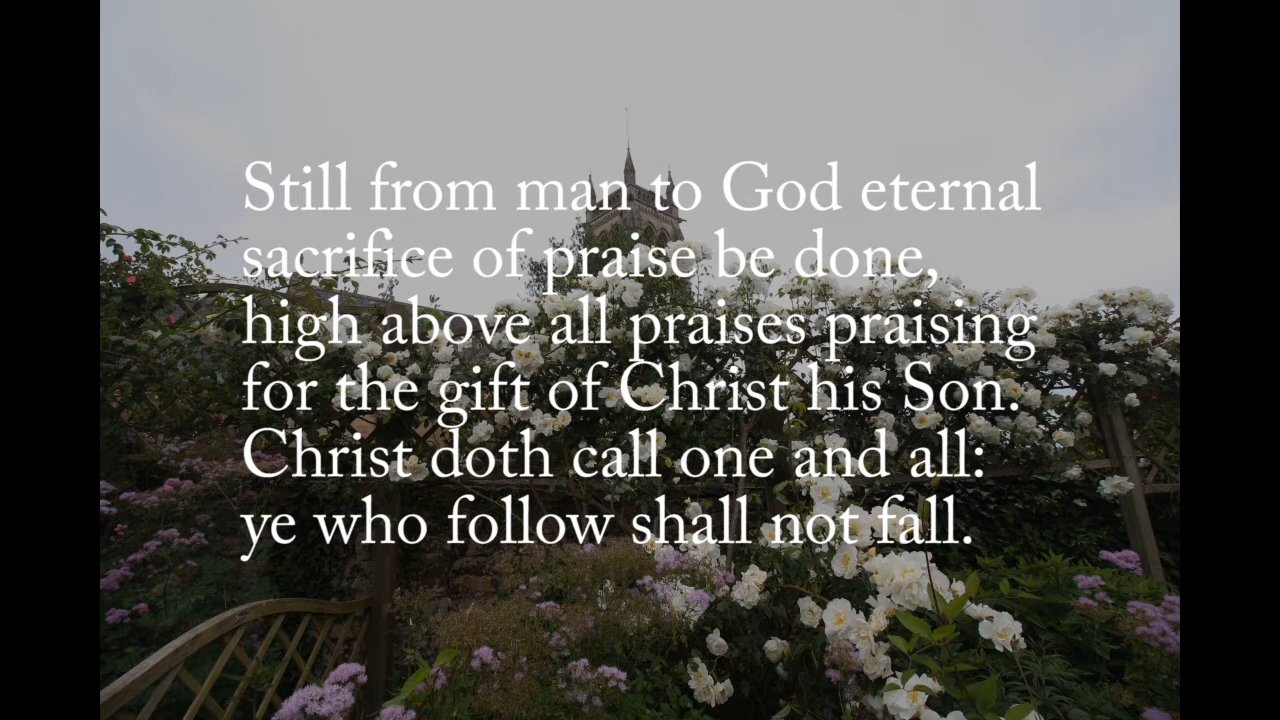 Still from man to God eternal
sacrifice of praise be done,
high above all praises praising
for the gift of Christ his Son.
Christ doth call one and all:
ye who follow shall not fall.